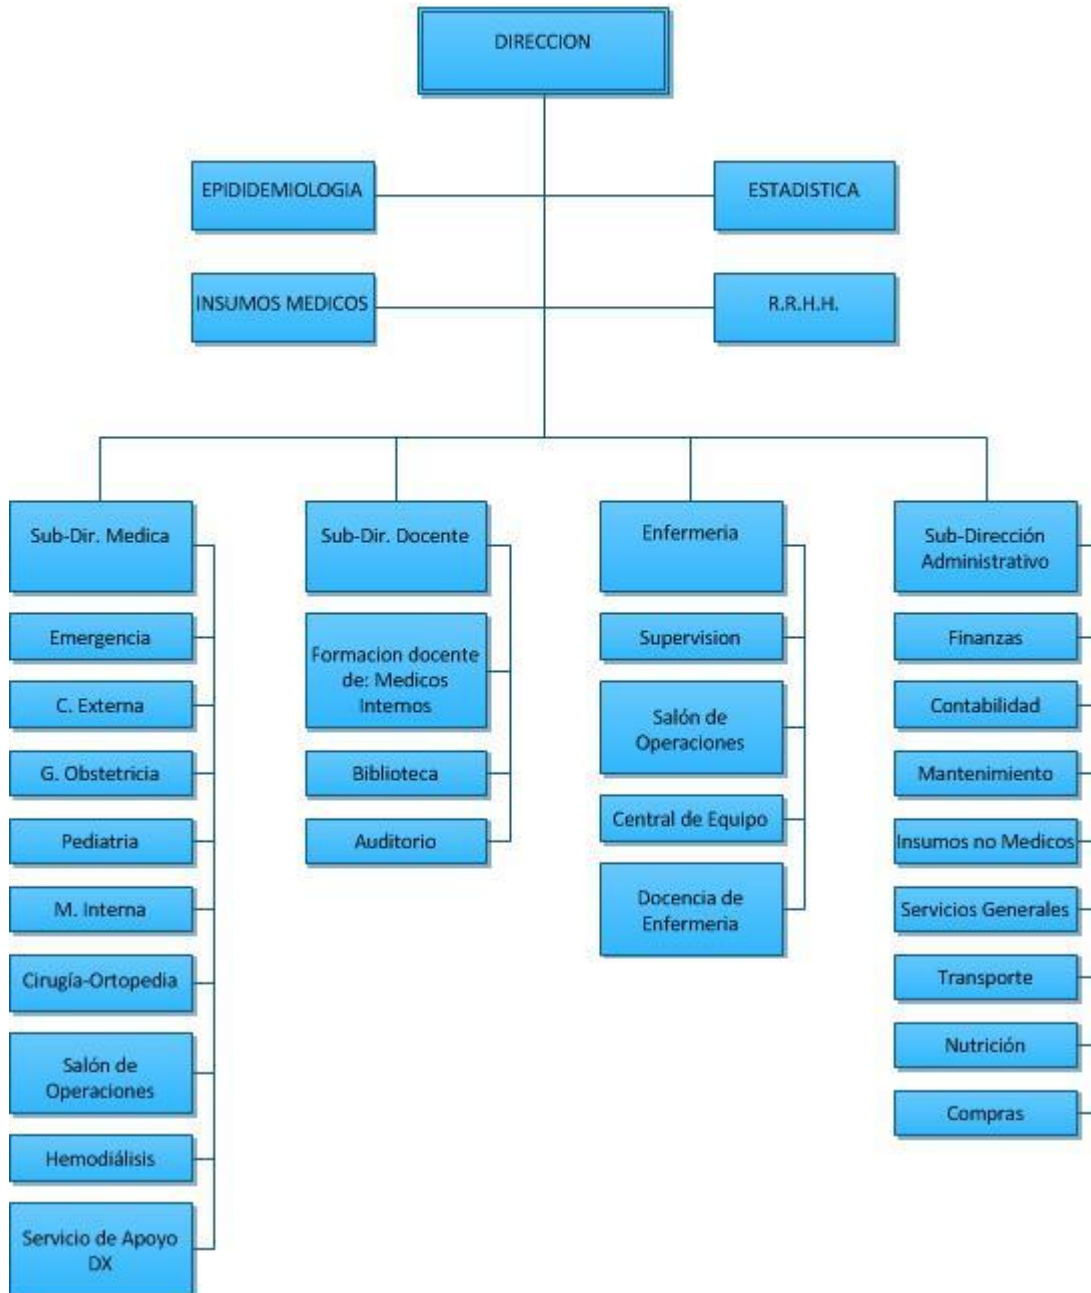 DIRECCION
EPIDIDEMIOLOGIA
ESTADISTICA
INSUMOS MEDICOS
R.R.H.H.
Sub-Dir. Medica
Emergencia
C. Externa
G. Obstetricia
Pediatria
M. Interna
Cirugía-Ortopedia
Salón de
Operaciones
Hemodiálisis
Servicio de Apoyo
DX
Sub-Dir. Docente
Formacion docente
de: Medicos
Internos
Biblioteca
Auditorio
Enfermeria
Supervision
Salón de
Operaciones
Central de Equipo
Docencia de
Enfermeria
Sub-Dirección
Administrativo
Finanzas
Contabilidad
Mantenimiento
Insumos no Medicos
Servicios Generales
Transporte
Nutrición
Compras